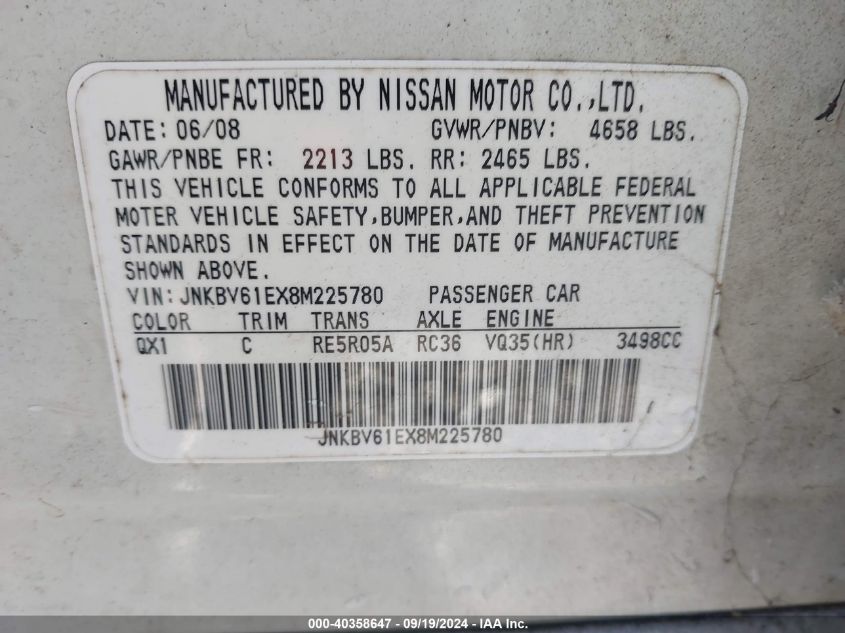 MANUFACTURED BY NISSAN MOTOR CO.,LTD.
DATE: 06/08 GVWR/PNBV: 4658 LBS.
GAWR/PNBE FR: 2213 LBS. RR: 2465 LBS.
THIS VEHICLE CONFORMS TO ALL APPLICABLE FEDERAL
MOTER VEHICLE SAFETY,BUMPER,AND THEFT PREVENTION
STANDARDS IN EFFECT ON THE DATE OF MANUFACTURE
SHOWN ABOVE.
VIN: JNKBV61EX8M225780 PASSENGER CAR
COLOR TRIM TRANS AXLE ENGINE
QX1 C RE5R05A RC36 VQ35(HR) 3498CC
JNKBV61EX8M225780
000-40358647 - 09/19/2024 - IAA Inc.